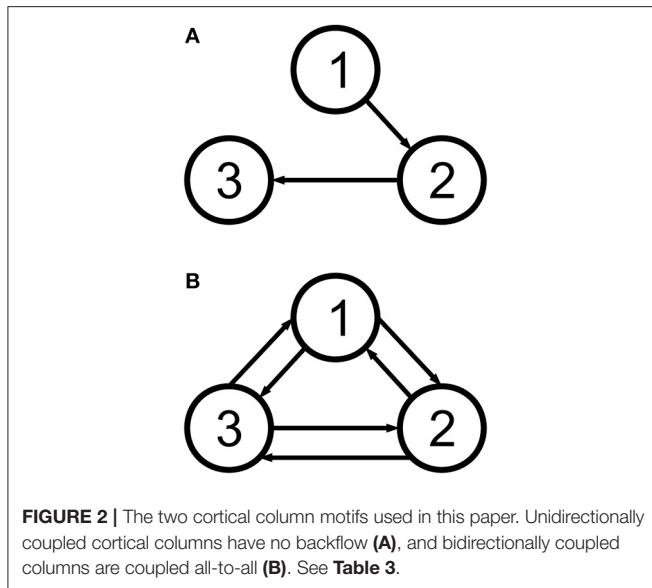 A
1
3
2
B
1
3
2
FIGURE 2 | The two cortical column motifs used in this paper. Unidirectionally
coupled cortical columns have no backflow (A), and bidirectionally coupled
columns are coupled all-to-all (B). See Table 3.